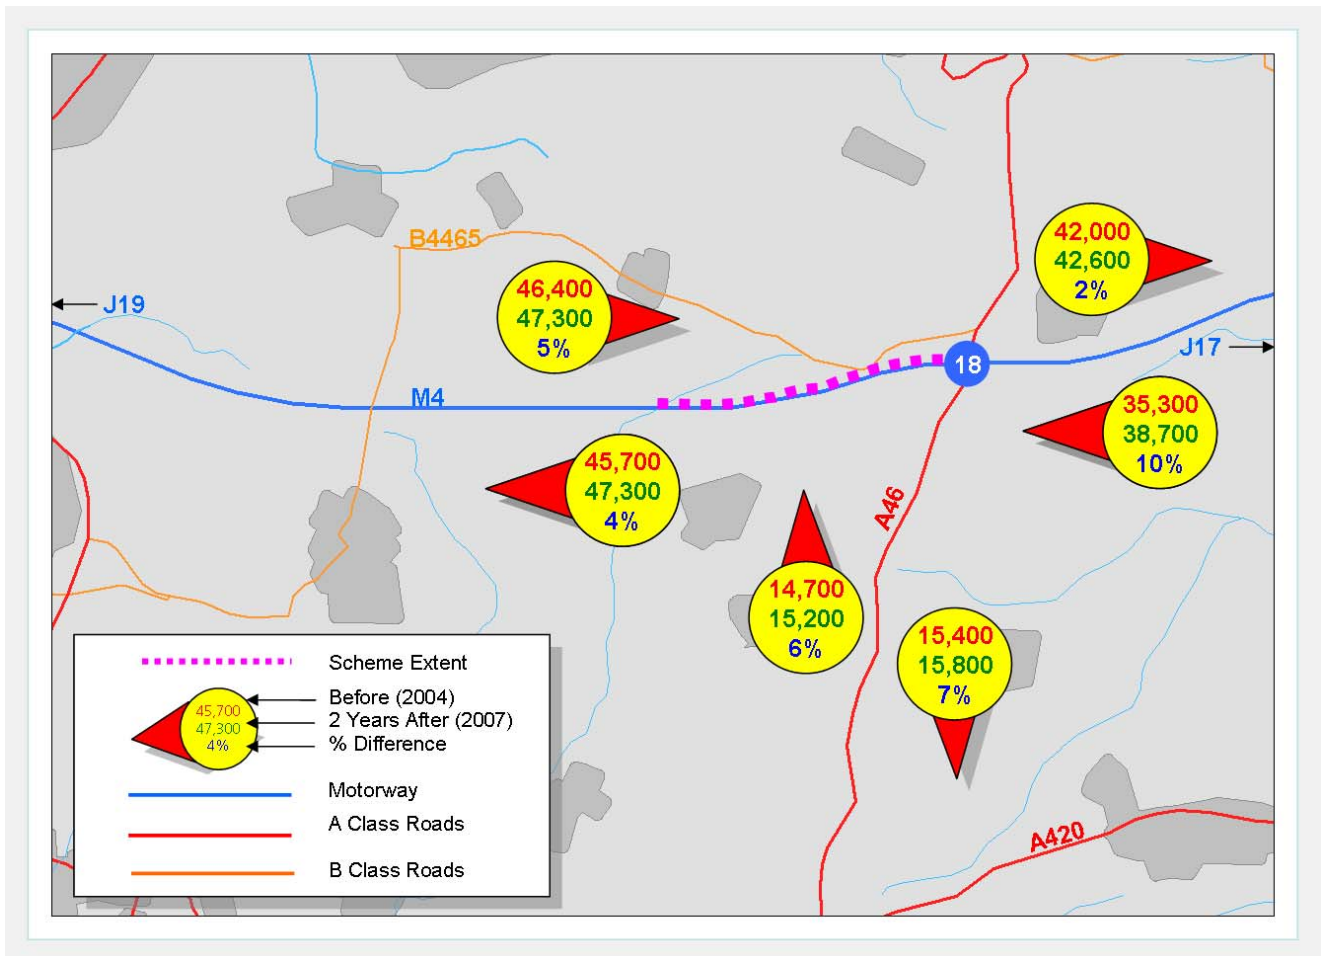 B4465
J19
46,400
47,300
5%
42,000
42,600
2%
J17
18
M4
35,300
38,700
10%
45,700
47,300
4%
A46
14,700
15,200
6%
15,400
15,800
7%
A420
Scheme Extent
45,700
47,300
4%
Before (2004)
2 Years After (2007)
% Difference
Motorway
A Class Roads
B Class Roads